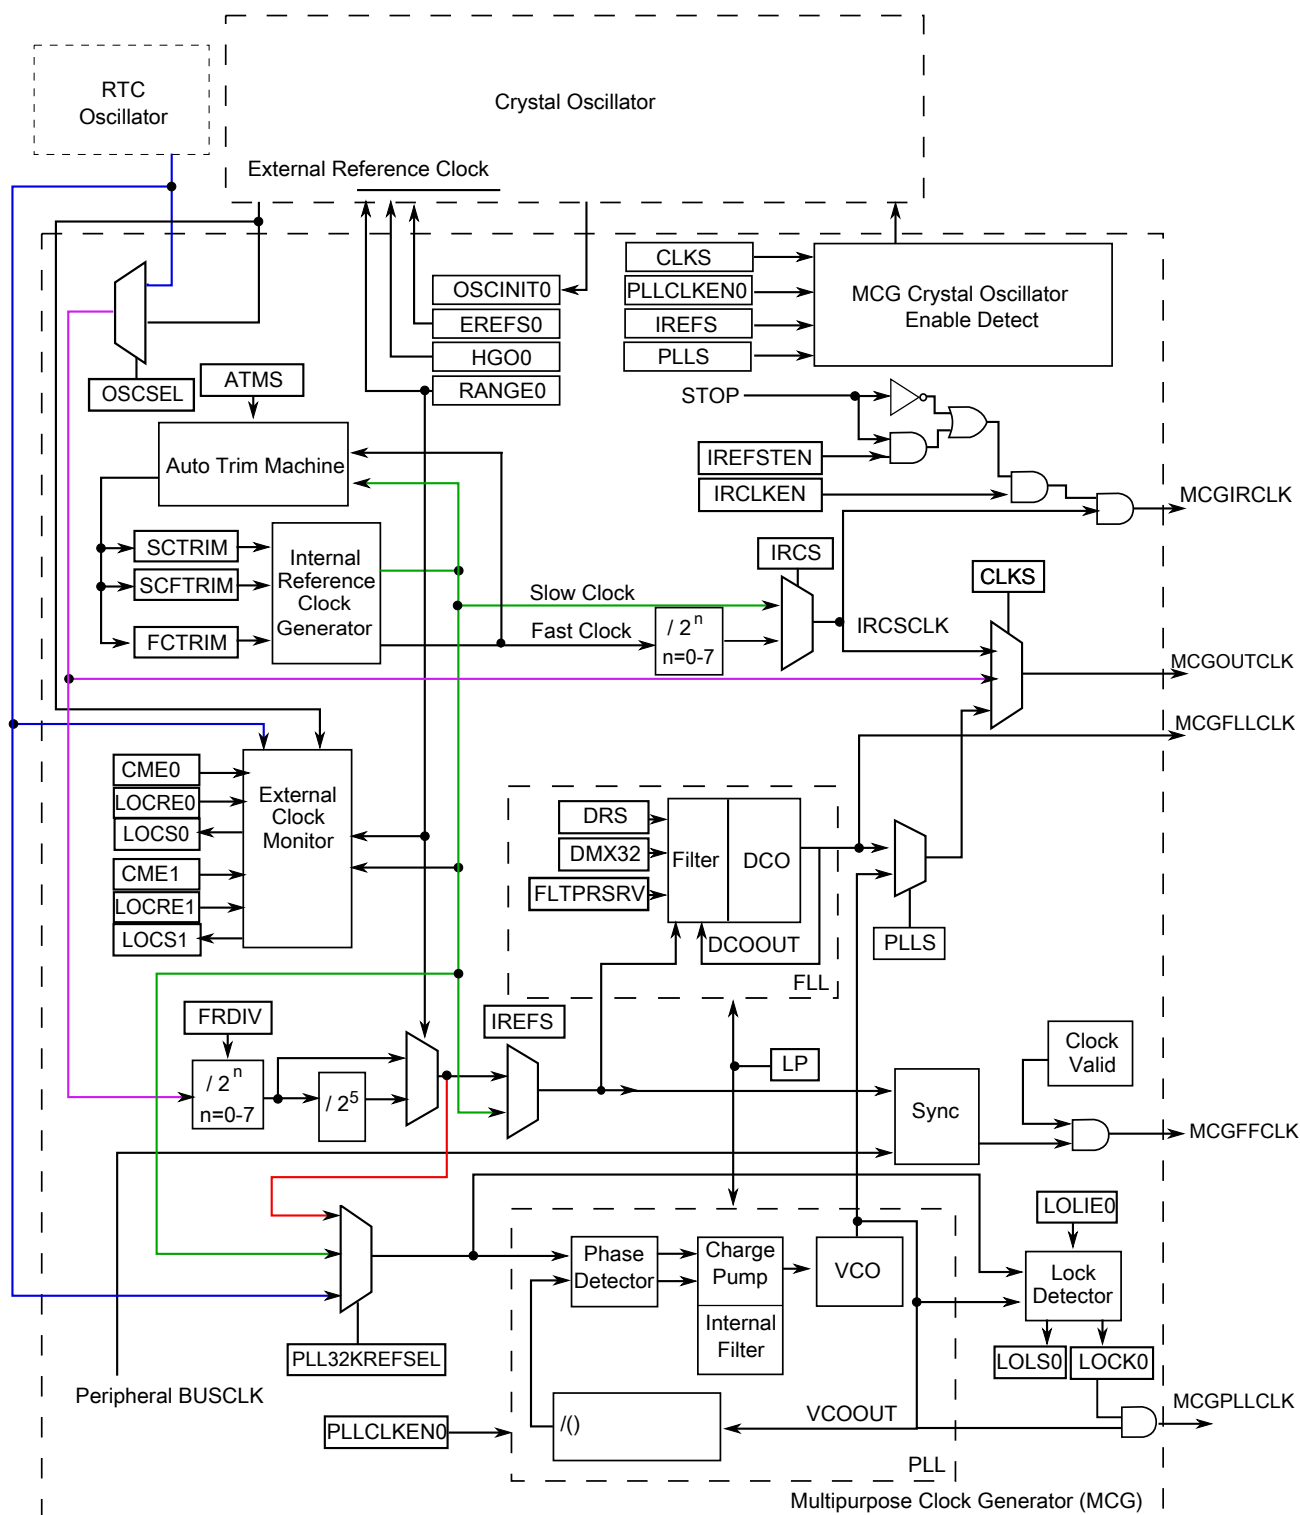 RTC
Oscillator
Crystal Oscillator
External Reference Clock
CLKS
PLLCLKEN0
IREFS
PLLS
MCG Crystal Oscillator
Enable Detect
OSCINIT0
EREFS0
HGO0
RANGE0
OSCSEL
ATMS
STOP
Auto Trim Machine
IREFSTEN
IRCLKEN
MCGIRCLK
SCTRIM
SCFTRIM
FCTRIM
Internal
Reference
Clock
Generator
IRCS
CLKS
Slow Clock
Fast Clock
/ 2n
n=0-7
IRCSCLK
MCGOUTCLK
MCGFLLCLK
CME0
LOCRE0
LOCS0
CME1
LOCRE1
LOCS1
External
Clock
Monitor
DRS
DMX32
FLTPRSRV
Filter
DCO
DCOOUT
FLL
PLLS
FRDIV
/ 2n
n=0-7
/ 25
IREFS
LP
Clock
Valid
Sync
MCGFFCLK
LOLIE0
Phase
Detector
Charge
Pump
Internal
Filter
VCO
Lock
Detector
LOLS0
LOCK0
PLL32KREFSEL
Peripheral BUSCLK
PLLCLKEN0
/()
VCOOUT
MCGPLLCLK
PLL
Multipurpose Clock Generator (MCG)